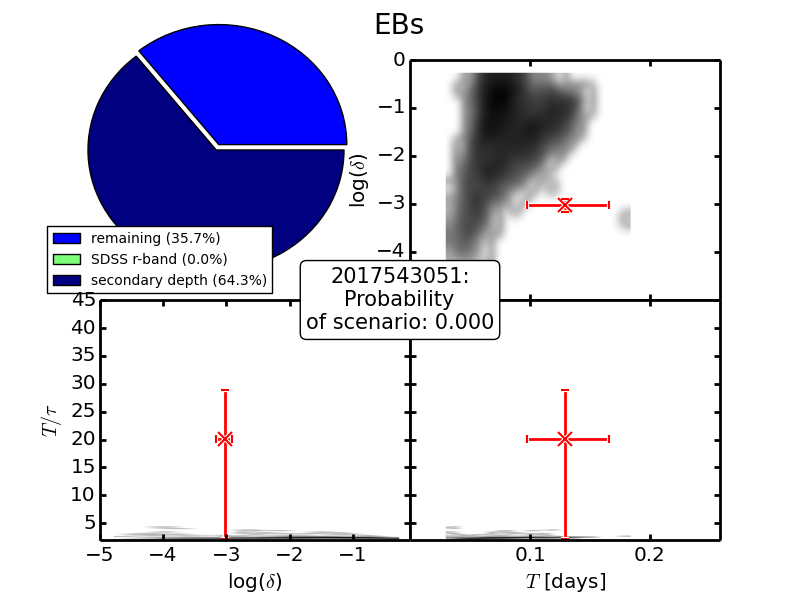 EBs
remaining (35.7%)
SDSS r-band (0.0%)
secondary depth (64.3%)
log(δ)
0
−1
−2
−3
−4
2017543051:
Probability
of scenario: 0.000
T/τ
45
40
35
30
25
20
15
10
5
−5 −4 −3 −2 −1
log(δ)
0.1 0.2
T [days]